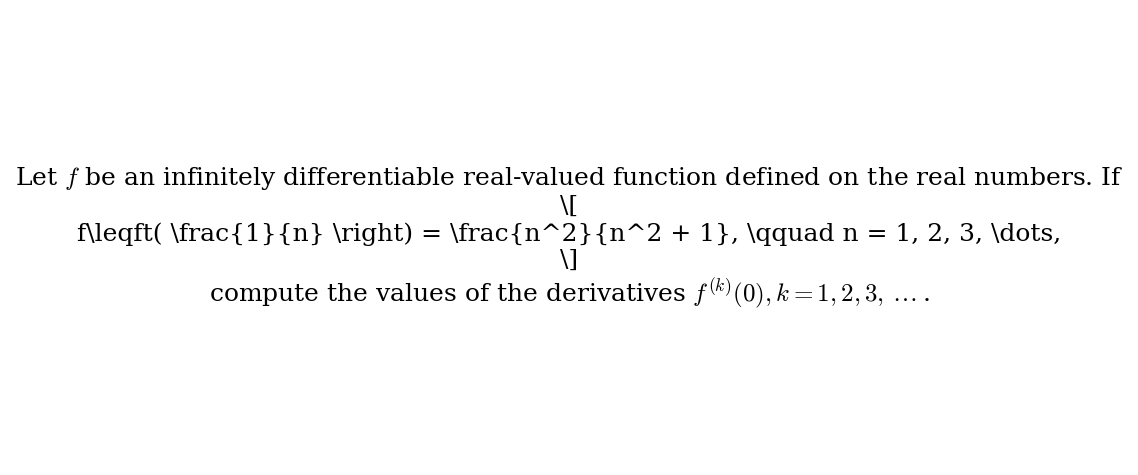 Let f be an infinitely differentiable real-valued function defined on the real numbers. If
\[
f\leqft( \frac{1}{n} \right) = \frac{n^2}{n^2 + 1}, \qquad n = 1, 2, 3, \dots,
\]
compute the values of the derivatives f^{(k)}(0), k = 1, 2, 3, … .